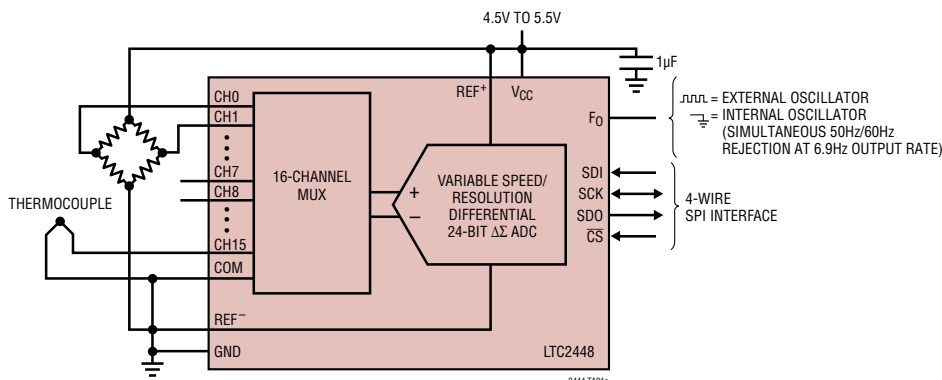 4.5V TO 5.5V
1µF
REF+
VCC
FO
= EXTERNAL OSCILLATOR
= INTERNAL OSCILLATOR
(SIMULTANEOUS 50Hz/60Hz
REJECTION AT 6.9Hz OUTPUT RATE)
CH0
CH1
CH7
CH8
CH15
COM
REF–
GND
16-CHANNEL
MUX
+
–
VARIABLE SPEED/
RESOLUTION
DIFFERENTIAL
24-BIT ΔΣ ADC
SDI
SCK
SDO
CS
4-WIRE
SPI INTERFACE
THERMOCOUPLE
LTC2448